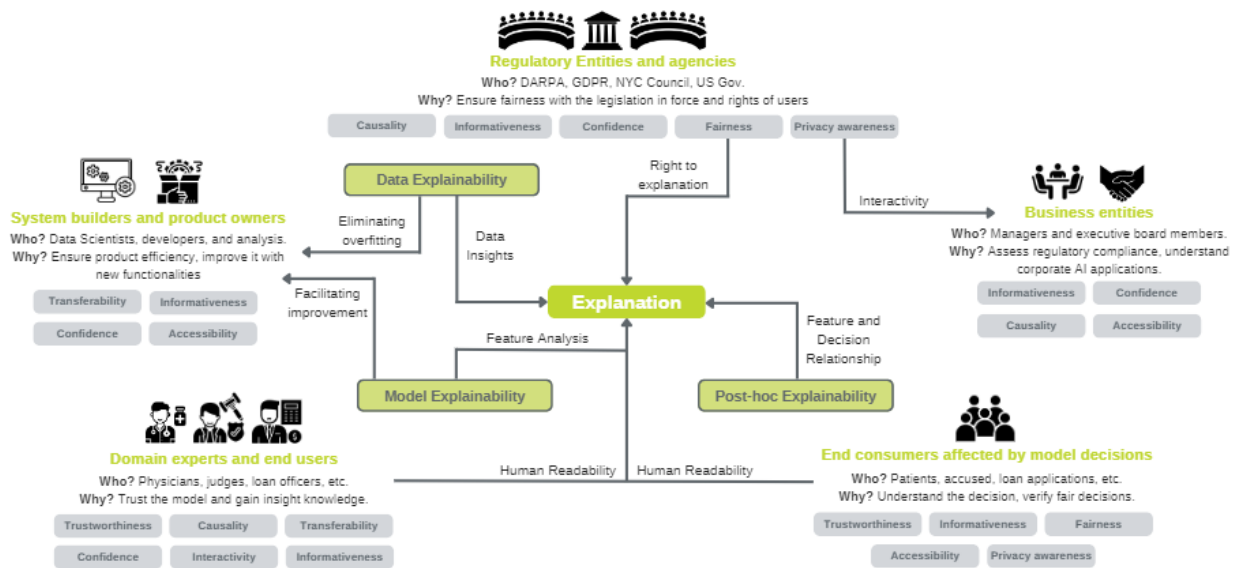 Regulatory Entities and agencies
Who? DARPA, GDPR, NYC Council, US Gov.
Why? Ensure fairness with the legislation in force and rights of users
Causality
Informativeness
Confidence
Fairness
Privacy awareness
Data Explainability
Right to
explanation
Interactivity
Eliminating
overfitting
Data
Insights
System builders and product owners
Who? Data Scientists, developers, and analysis.
Why? Ensure product efficiency, improve it with
new functionalities
Transferability
Informativeness
Confidence
Accessibility
Business entities
Who? Managers and executive board members.
Why? Assess regulatory compliance, understand
corporate AI applications.
Informativeness
Confidence
Causality
Accessibility
Facilitating
improvement
Explanation
Feature Analysis
Feature and
Decision
Relationship
Model Explainability
Post-hoc Explainability
Domain experts and end users
Who? Physicians, judges, loan officers, etc.
Why? Trust the model and gain insight knowledge.
Trustworthiness
Causality
Transferability
Confidence
Interactivity
Informativeness
Human Readability
Human Readability
End consumers affected by model decisions
Who? Patients, accused, loan applications, etc.
Why? Understand the decision, verify fair decisions.
Trustworthiness
Informativeness
Fairness
Accessibility
Privacy awareness